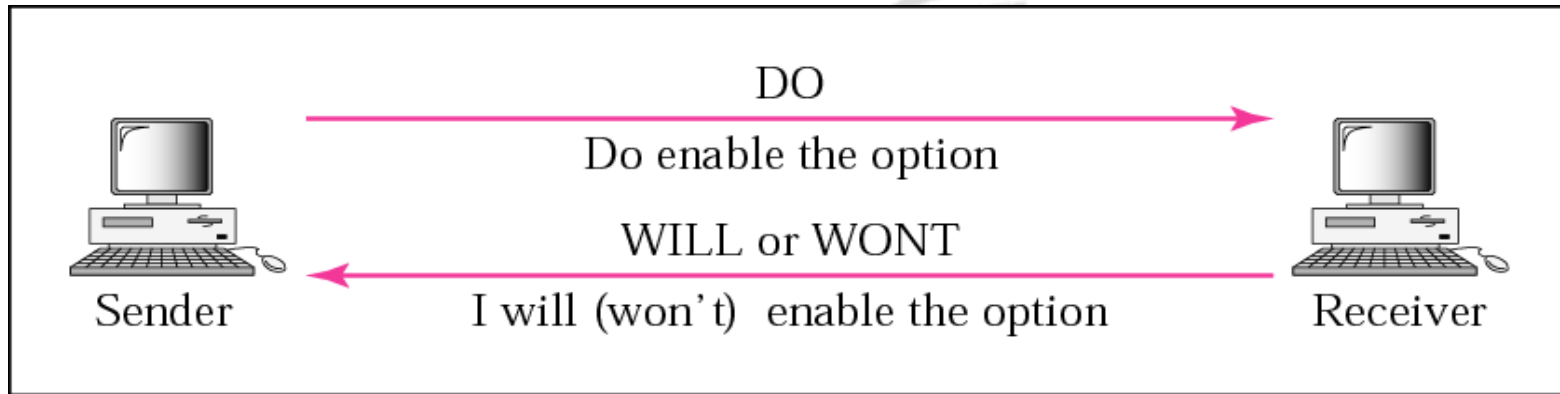 DO
Do enable the option
WILL or WONT
Sender
I will (won't) enable the option
Receiver